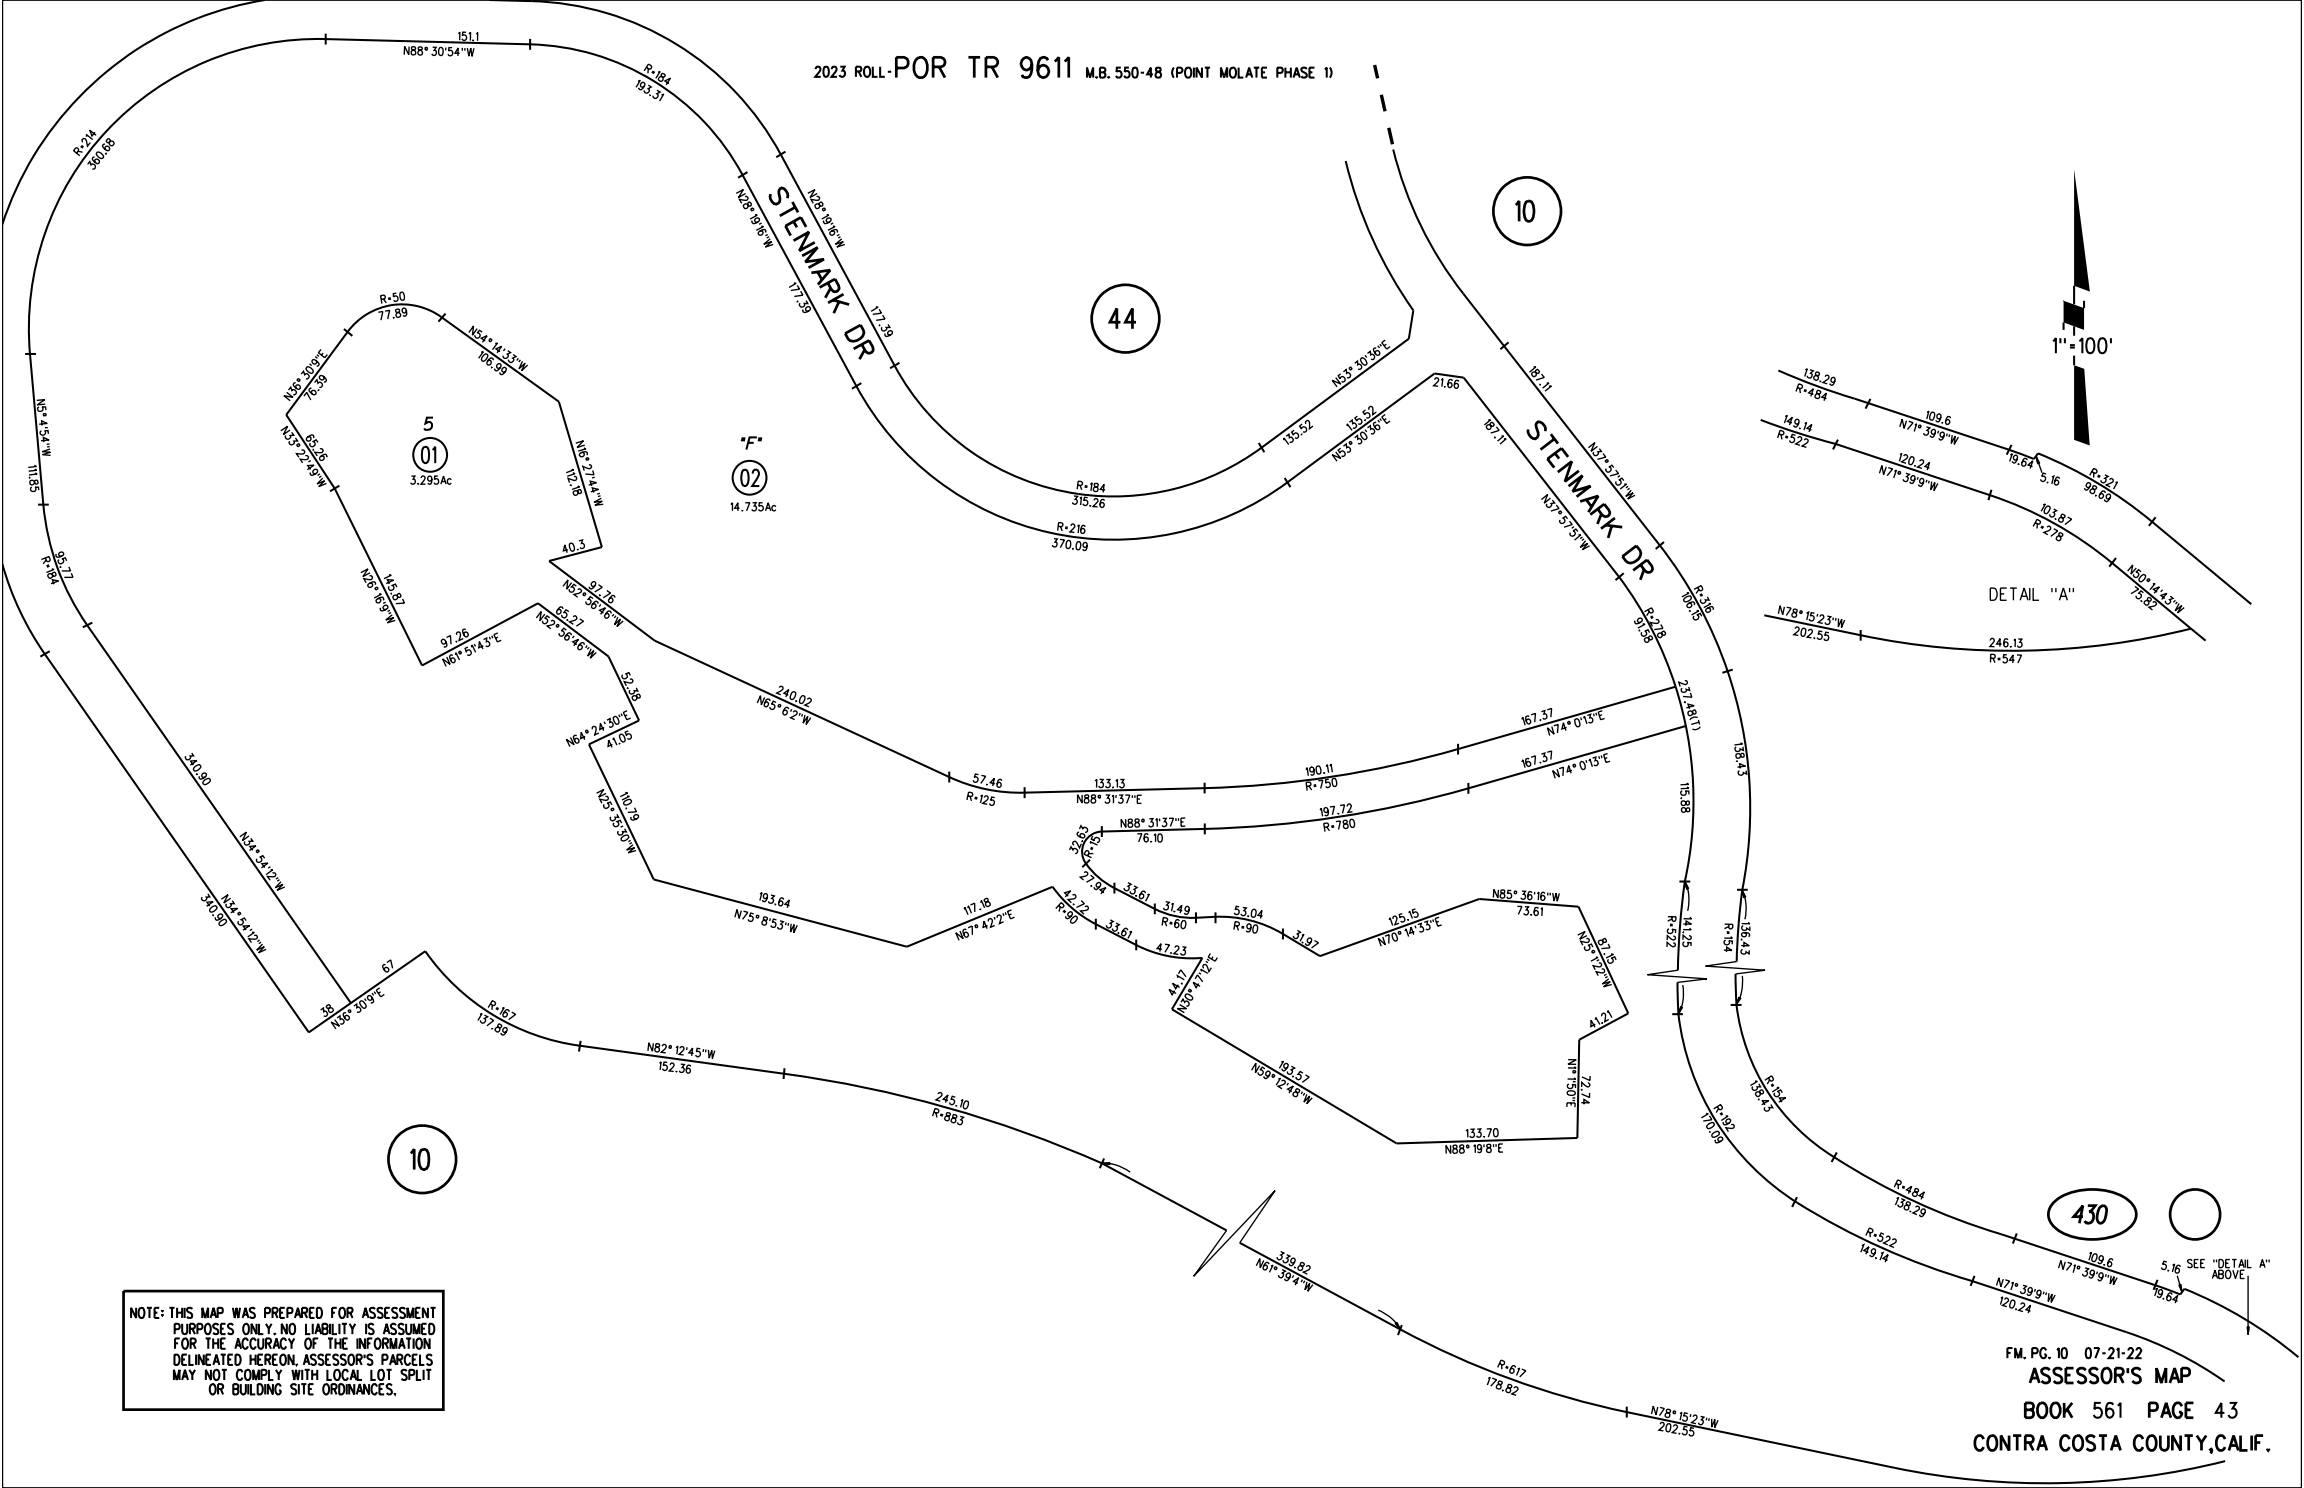 2023 ROLL-POR TR 9611 M.B. 550-48 (POINT MOLATE PHASE 1)
151.1
N88° 30'54"W
R=184
193.31
R=214
360.68
N28° 19'16"W
177.39
STENMARK DR
N28° 19'16"W
177.39
10
44
1"=100'
R=50
77.89
N54° 14'33"W
106.99
N36° 30'9"E
76.39
65.26
N33° 22'49"W
5
01
3.295Ac
"F"
02
14.735Ac
N16° 27'44"W
112.18
40.3
N5° 4'54"W
111.85
95.77
R=184
145.87
N26° 16'9"W
97.26
N61° 51'43"E
97.76
N52° 56'46"W
65.27
N52° 56'46"W
52.38
N64° 24'30"E
41.05
110.79
N25° 35'30"W
R=184
315.26
R=216
370.09
N53° 30'36"E
135.52
135.52
N53° 30'36"E
21.66
187.11
187.11
N37° 57'51"W
STENMARK DR
N37° 57'51"W
R=316
106.15
R=278
91.58
237.48(T)
138.43
115.88
138.29
R=484
109.6
N71° 39'9"W
19.64
5.16
R=321
98.69
149.14
R=522
120.24
N71° 39'9"W
103.87
R=278
N50° 14'43"W
75.82
DETAIL "A"
N78° 15'23"W
202.55
246.13
R=547
240.02
N65° 6'2"W
57.46
R=125
133.13
N88° 31'37"E
190.11
R=750
167.37
N74° 0'13"E
167.37
N74° 0'13"E
197.72
R=780
N88° 31'37"E
76.10
32.63
R=15
27.94
33.61
31.49
R=60
53.04
R=90
31.97
125.15
N70° 14'33"E
N85° 36'16"W
73.61
87.15
N25° 1'22"W
41.21
N1° 1'50"E
72.74
133.70
N88° 19'8"E
193.57
N59° 12'48"W
44.17
N30° 47'12"E
47.23
33.61
42.72
R=90
117.18
N67° 42'2"E
193.64
N75° 8'53"W
340.90
N34° 54'12"W
N34° 54'12"W
340.90
67
38
N36° 30'9"E
R=167
137.89
N82° 12'45"W
152.36
245.10
R=883
10
339.82
N61° 39'4"W
R=617
178.82
N78° 15'23"W
202.55
141.25
R=522
136.43
R=154
R=154
138.43
R=192
170.09
R=484
138.29
R=522
149.14
109.6
N71° 39'9"W
N71° 39'9"W
120.24
5.16
19.64
430
SEE "DETAIL A"
ABOVE
NOTE: THIS MAP WAS PREPARED FOR ASSESSMENT
PURPOSES ONLY. NO LIABILITY IS ASSUMED
FOR THE ACCURACY OF THE INFORMATION
DELINEATED HEREON. ASSESSOR'S PARCELS
MAY NOT COMPLY WITH LOCAL LOT SPLIT
OR BUILDING SITE ORDINANCES.
FM. PG. 10 07-21-22
ASSESSOR'S MAP
BOOK 561 PAGE 43
CONTRA COSTA COUNTY,CALIF.